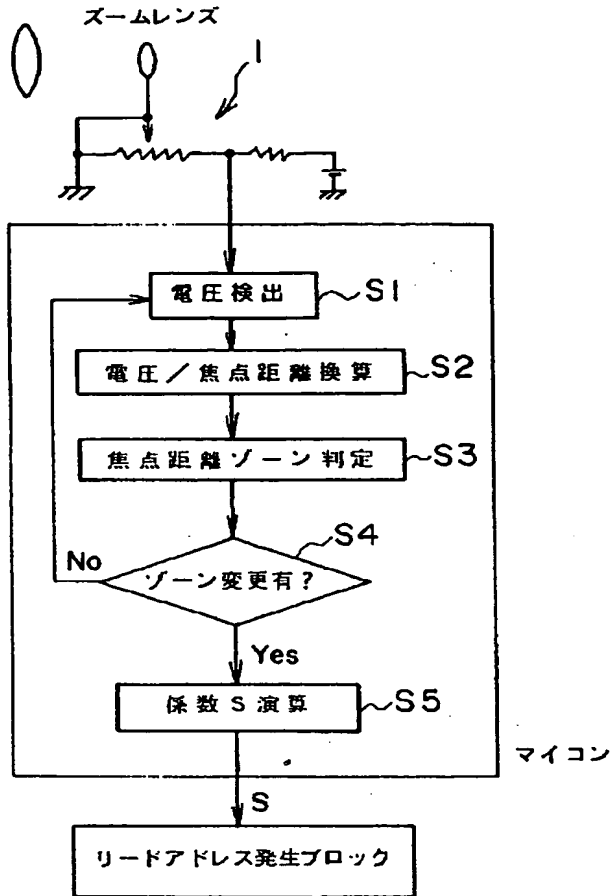 ズームレンズ
1
電圧検出
S1
電圧／焦点距離換算
S2
焦点距離ゾーン判定
S3
S4
ゾーン変更有？
No
Yes
係数S演算
S5
マイコン
S
リードアドレス発生ブロック